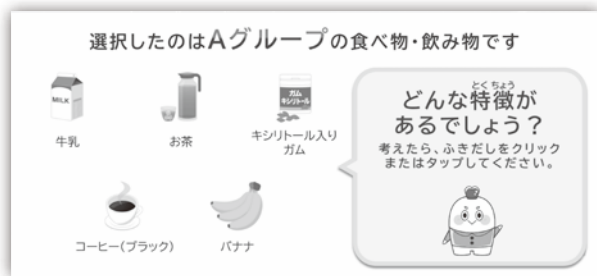 選択したのはAグループの食べ物・飲み物です
MILK
牛乳
お茶
ガム
キシリトール
キシリトール入り
ガム
コーヒー(ブラック)
バナナ
とくちょう
どんな特徴が
あるでしょう？
考えたら、ふきだしをクリック
またはタップしてください。